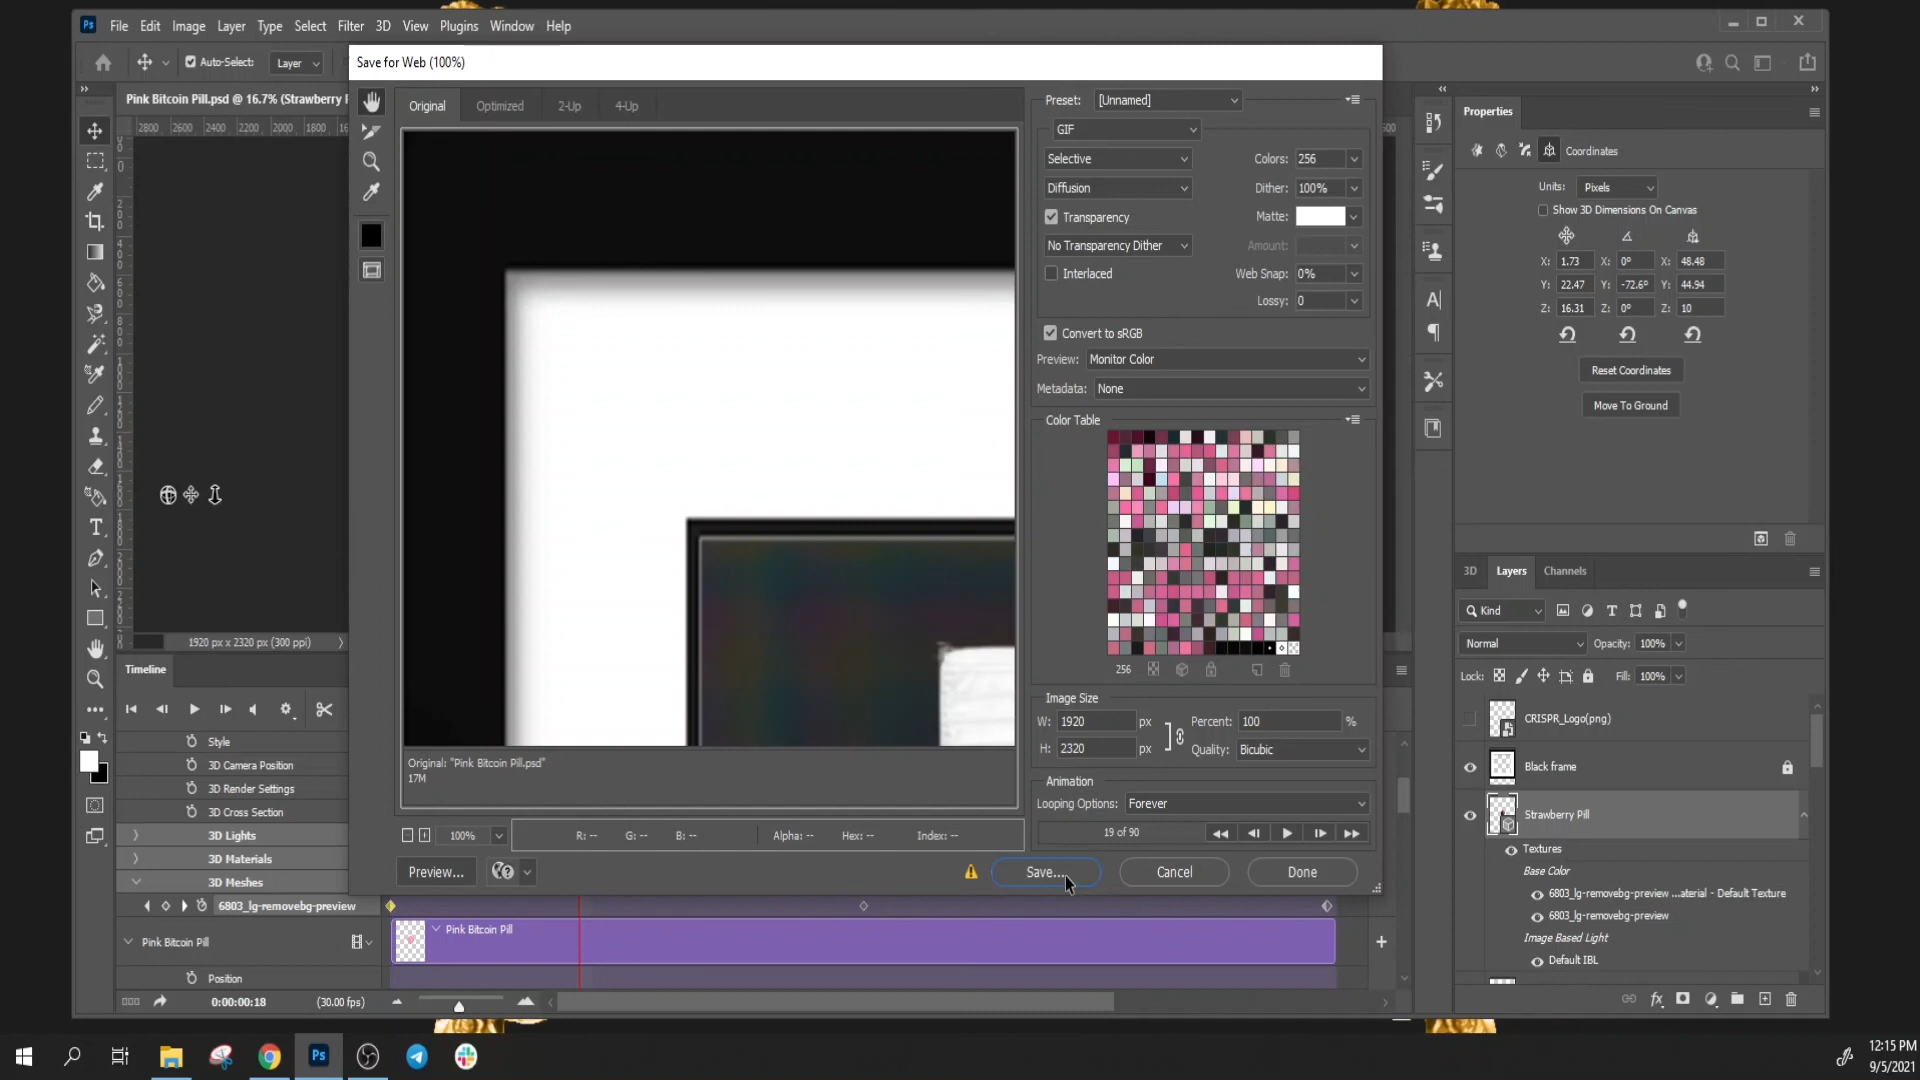 Ps File Edit Image Layer Type Select Filter 3D View Plugins Window Help
Auto-Select: Layer
Save for Web (100%)
Pink Bitcoin Pill.psd @ 16.7% (Strawberry
2800 2600 2400 2200 2000 1800
Original Optimized 2-Up 4-Up
Preset: [Unnamed]
GIF
Selective Colors: 256
Diffusion Dither: 100%
Transparency Matte:
No Transparency Dither Amount:
Interlaced Web Snap: 0%
Lossy: 0
Convert to sRGB
Preview: Monitor Color
Metadata: None
Color Table
256
Image Size
W: 1920 px Percent: 100 %
H: 2320 px Quality: Bicubic
Animation
Looping Options: Forever
19 of 90
Original: "Pink Bitcoin Pill.psd"
17M
100% R: -- G: -- B: -- Alpha: -- Hex: -- Index: --
Preview... Save... Cancel Done
1920 px x 2320 px (300 ppi)
Timeline
Style
3D Camera Position
3D Render Settings
3D Cross Section
3D Lights
3D Materials
3D Meshes
6803_lg-removebg-preview
Pink Bitcoin Pill
Pink Bitcoin Pill
Position
0:00:00:18 (30.00 fps)
Properties
Coordinates
Units: Pixels
Show 3D Dimensions On Canvas
X: 1.73 X: 0° X: 48.48
Y: 22.47 Y: -72.6° Y: 44.94
Z: 16.31 Z: 0° Z: 10
Reset Coordinates
Move To Ground
3D Layers Channels
Kind
Normal Opacity: 100%
Lock: Fill: 100%
CRISPR_Logo(png)
Black frame
Strawberry Pill
Textures
Base Color
6803_lg-removebg-preview ...aterial - Default Texture
6803_lg-removebg-preview
Image Based Light
Default IBL
Ps
12:15 PM
9/5/2021